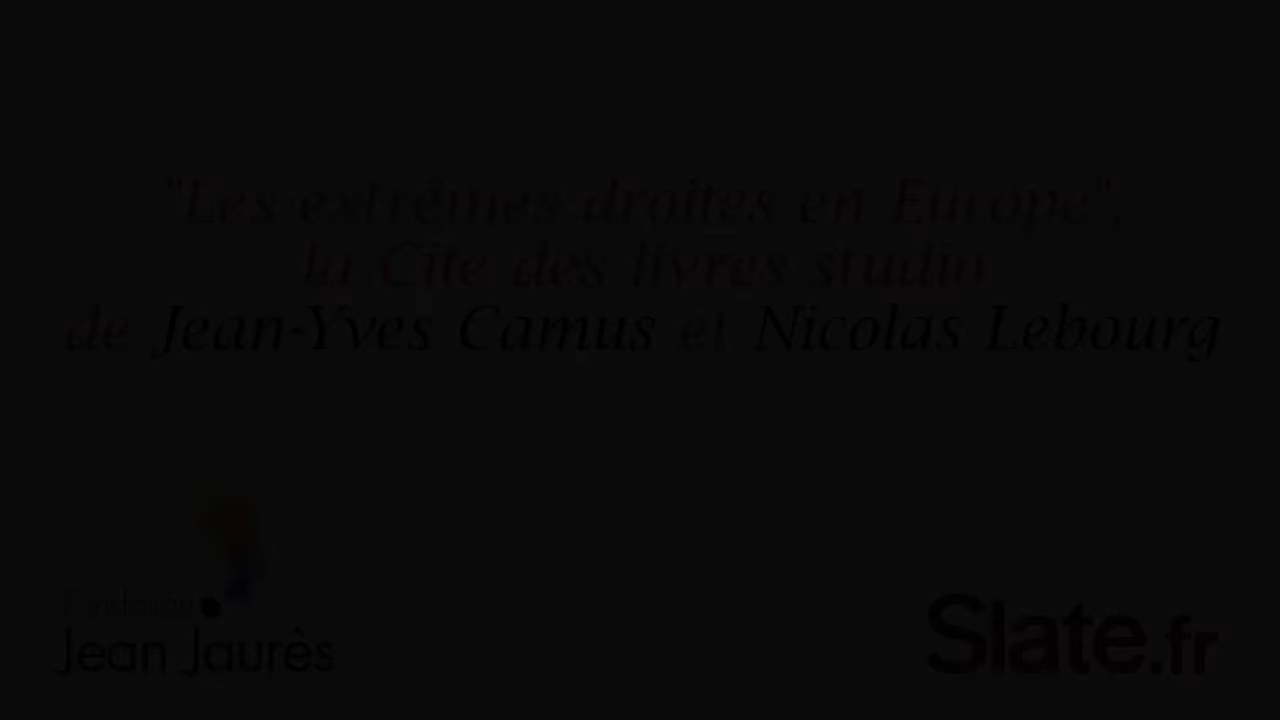 "Les extrêmes droites en Europe",
la Cité des livres studio
de Jean-Yves Camus et Nicolas Lebourg
Fondation
Jean Jaurès
Slate.fr